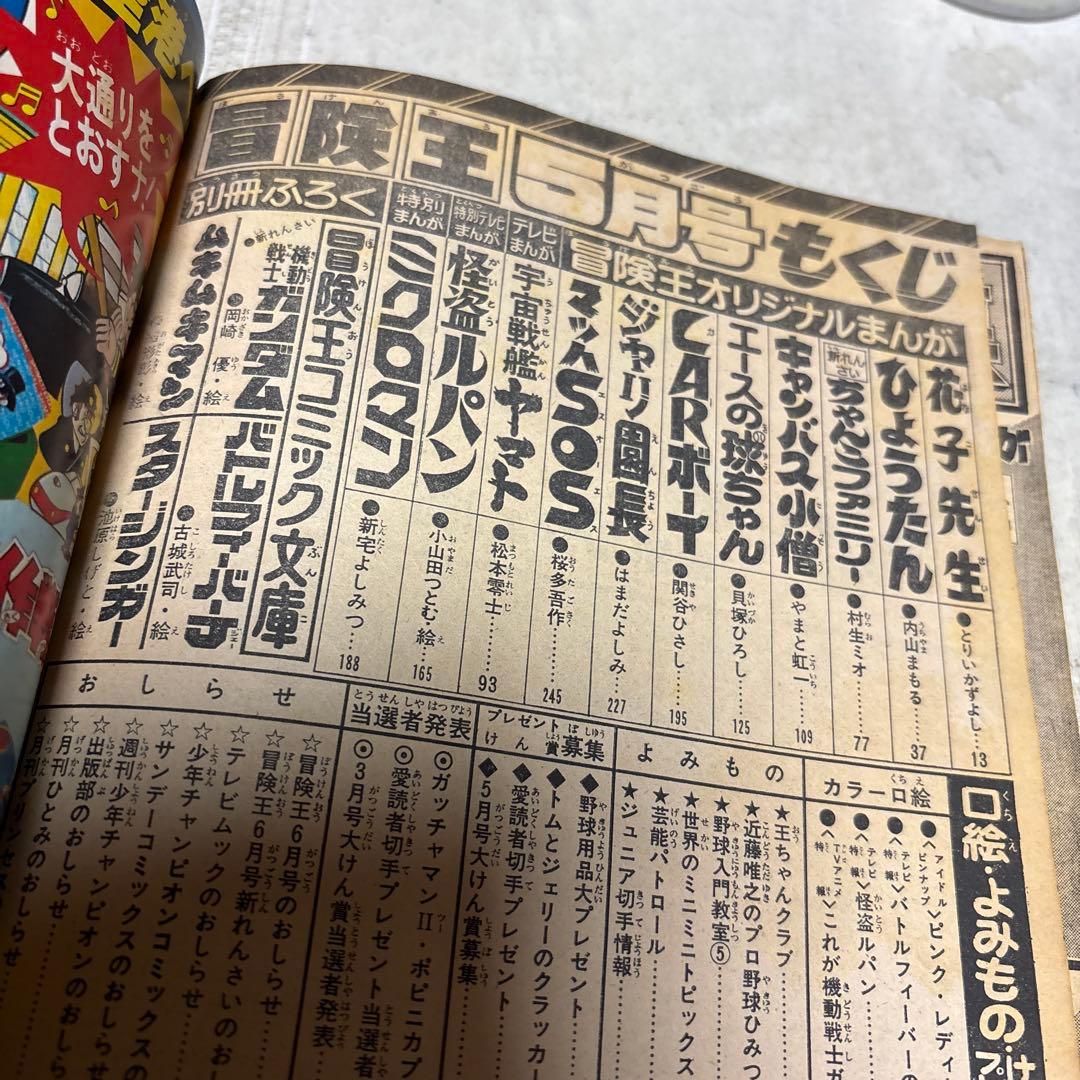 大通りを
とおすナ!
冒険王5月号もくじ
冒険王オリジナルまんが
花子先生●とりいかずよし……13
ひょうたん●内山まもる……37
新れんさい ちゃんぷファミリー●村生ミオ……77
キャンバス小僧●やまと虹一……109
エースの球ちゃん●貝塚ひろし……125
CARボーイ●関谷ひさし……195
ジャリ園長●はまだよしみ……227
マッハSOS●桜多吾作……245
テレビまんが
宇宙戦艦ヤマト●松本零士……93
特別テレビまんが
怪盗ルパン●小山田つとむ・絵……165
特別まんが
ミクロマン●新宅よしみつ……188
別冊ふろく
冒険王コミック文庫
●新れんさい 機動戦士ガンダム●岡崎優・絵
バトルフィーバーJ●古城武司・絵
ムキムキマン
スタージンガー●池原しげと・絵
口絵・よみもの
カラー口絵
●〈アイドルピンナップ〉ピンク・レディ
●〈テレビ特報〉バトルフィーバーの
●〈テレビ特報〉怪盗ルパン
●〈TVアニメ特報〉これが機動戦士ガ
よみもの
★王ちゃんクラブ
★近藤唯之のプロ野球ひみつ
★野球入門教室⑤
★世界のミニミニトピックス
★芸能パトロール
★ジュニア切手情報
プレゼントけん賞募集
◆野球用品大プレゼント
◆トムとジェリーのクラッカー
◆愛読者切手プレゼント
◆5月号大けん賞募集
当選者発表
◉ガッチャマンⅡ・ポピニカプ
◉愛読者切手プレゼント当選者
◉3月号大けん賞当選者発表
おしらせ
☆冒険王6月号のおしらせ
☆冒険王6月号新れんさいのお
☆テレビムックのおしらせ
☆少年チャンピオンコミックスの
☆サンデーコミックスのおしらせ
☆週刊少年チャンピオンのおしら
☆出版部のおしらせ
☆月刊ひとみのおしらせ
☆月刊プリンセス